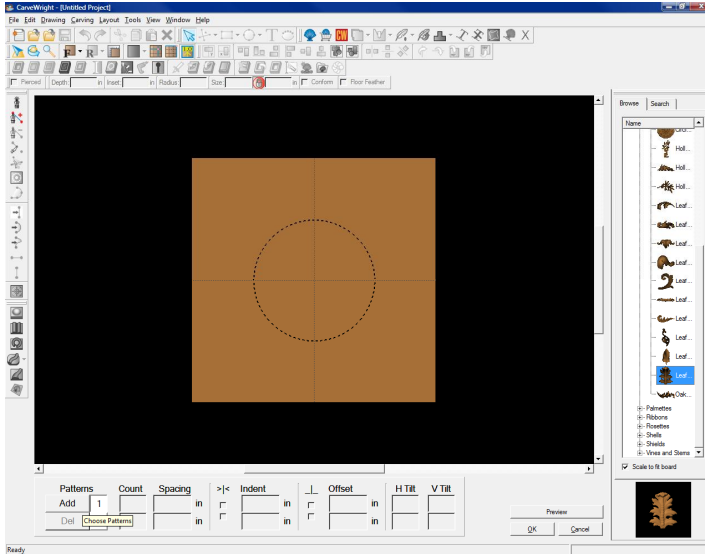 CarveWright - [Untitled Project]
File Edit Drawing Carving Layout Tools View Window Help
CW
X
Pierced Depth: in Inset: in Radius: Size: in Conform Floor Feather
Browse Search
Name
Circl...
Holl...
Holl...
Holl...
Leaf...
Leaf...
Leaf...
Leaf...
Leaf...
Leaf...
Leaf...
Leaf...
Leaf...
Leaf...
Oak...
Palmettes
Ribbons
Rosettes
Shells
Shields
Vines and Stems
Scale to fit board
Patterns Count Spacing >|< Indent _|_ Offset H Tilt V Tilt
Add 1 in in in
Del Choose Patterns in in in
Preview
OK Cancel
Ready